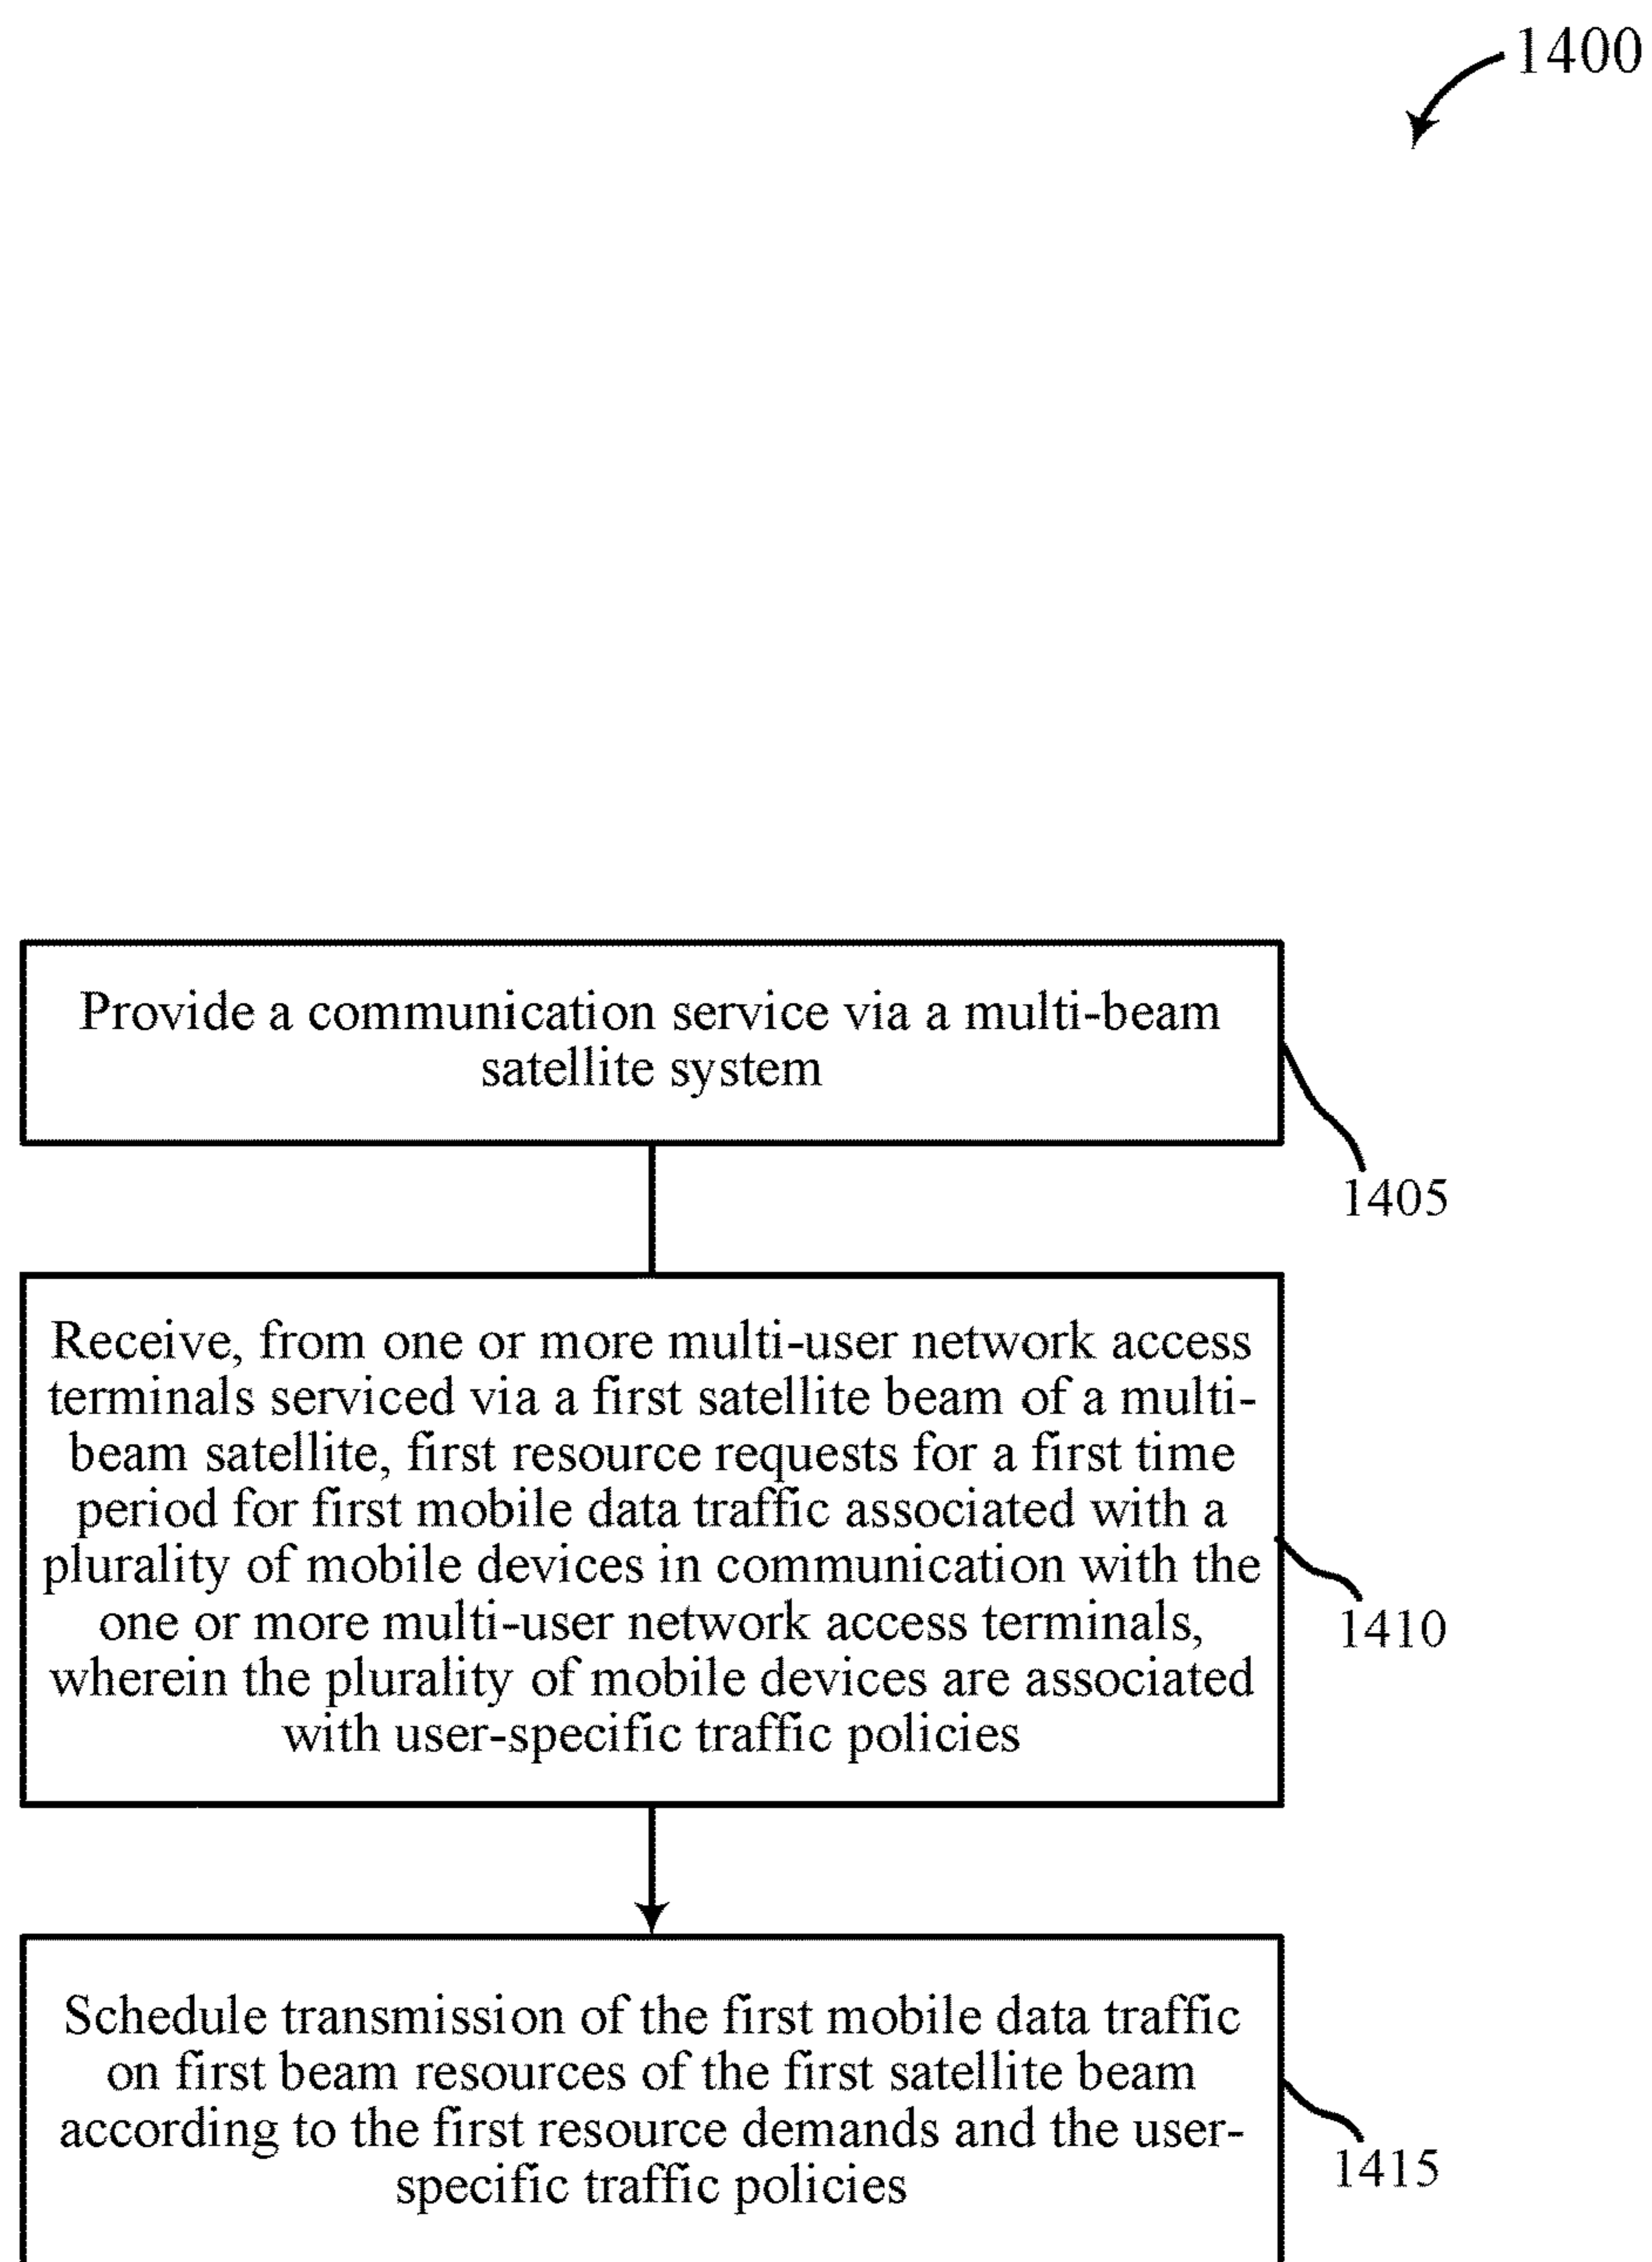 1400
Provide a communication service via a multi-beam
satellite system
1405
Receive, from one or more multi-user network access
terminals serviced via a first satellite beam of a multi-
beam satellite, first resource requests for a first time
period for first mobile data traffic associated with a
plurality of mobile devices in communication with the
one or more multi-user network access terminals,
wherein the plurality of mobile devices are associated
with user-specific traffic policies
1410
Schedule transmission of the first mobile data traffic
on first beam resources of the first satellite beam
according to the first resource demands and the user-
specific traffic policies
1415